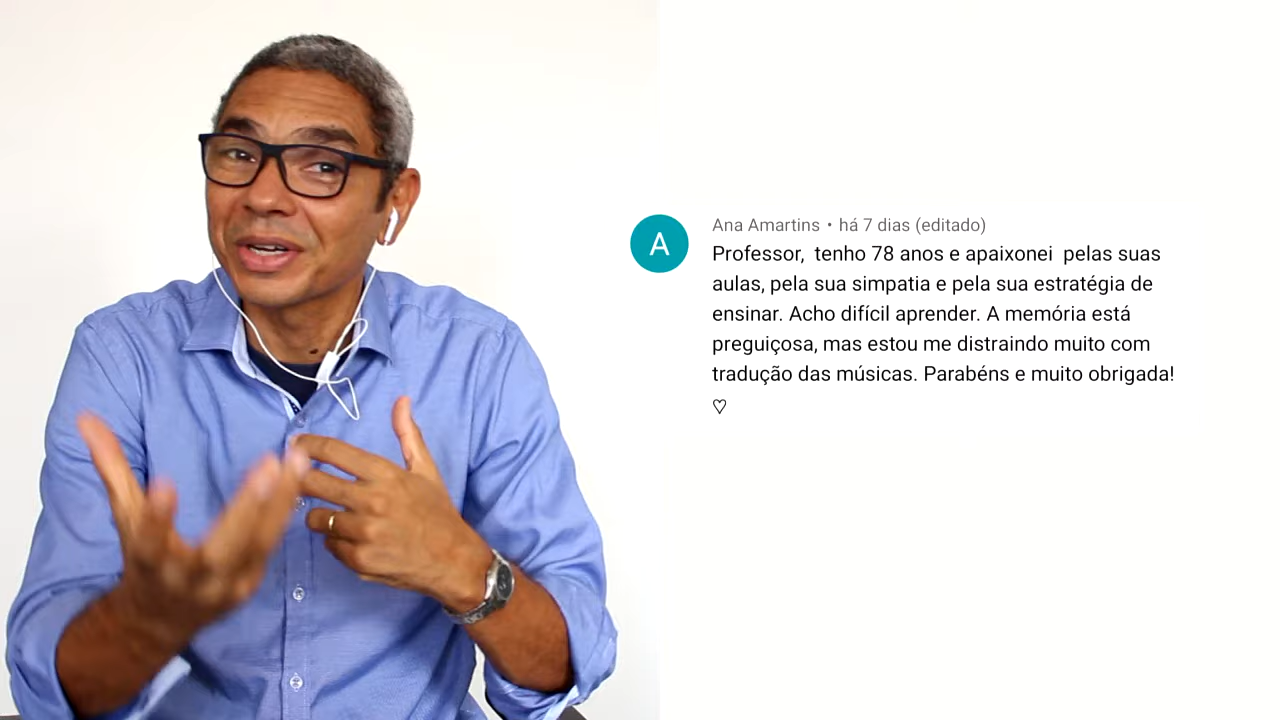 A
Ana Amartins • há 7 dias (editado)
Professor, tenho 78 anos e apaixonei pelas suas
aulas, pela sua simpatia e pela sua estratégia de
ensinar. Acho difícil aprender. A memória está
preguiçosa, mas estou me distraindo muito com
tradução das músicas. Parabéns e muito obrigada!
♡